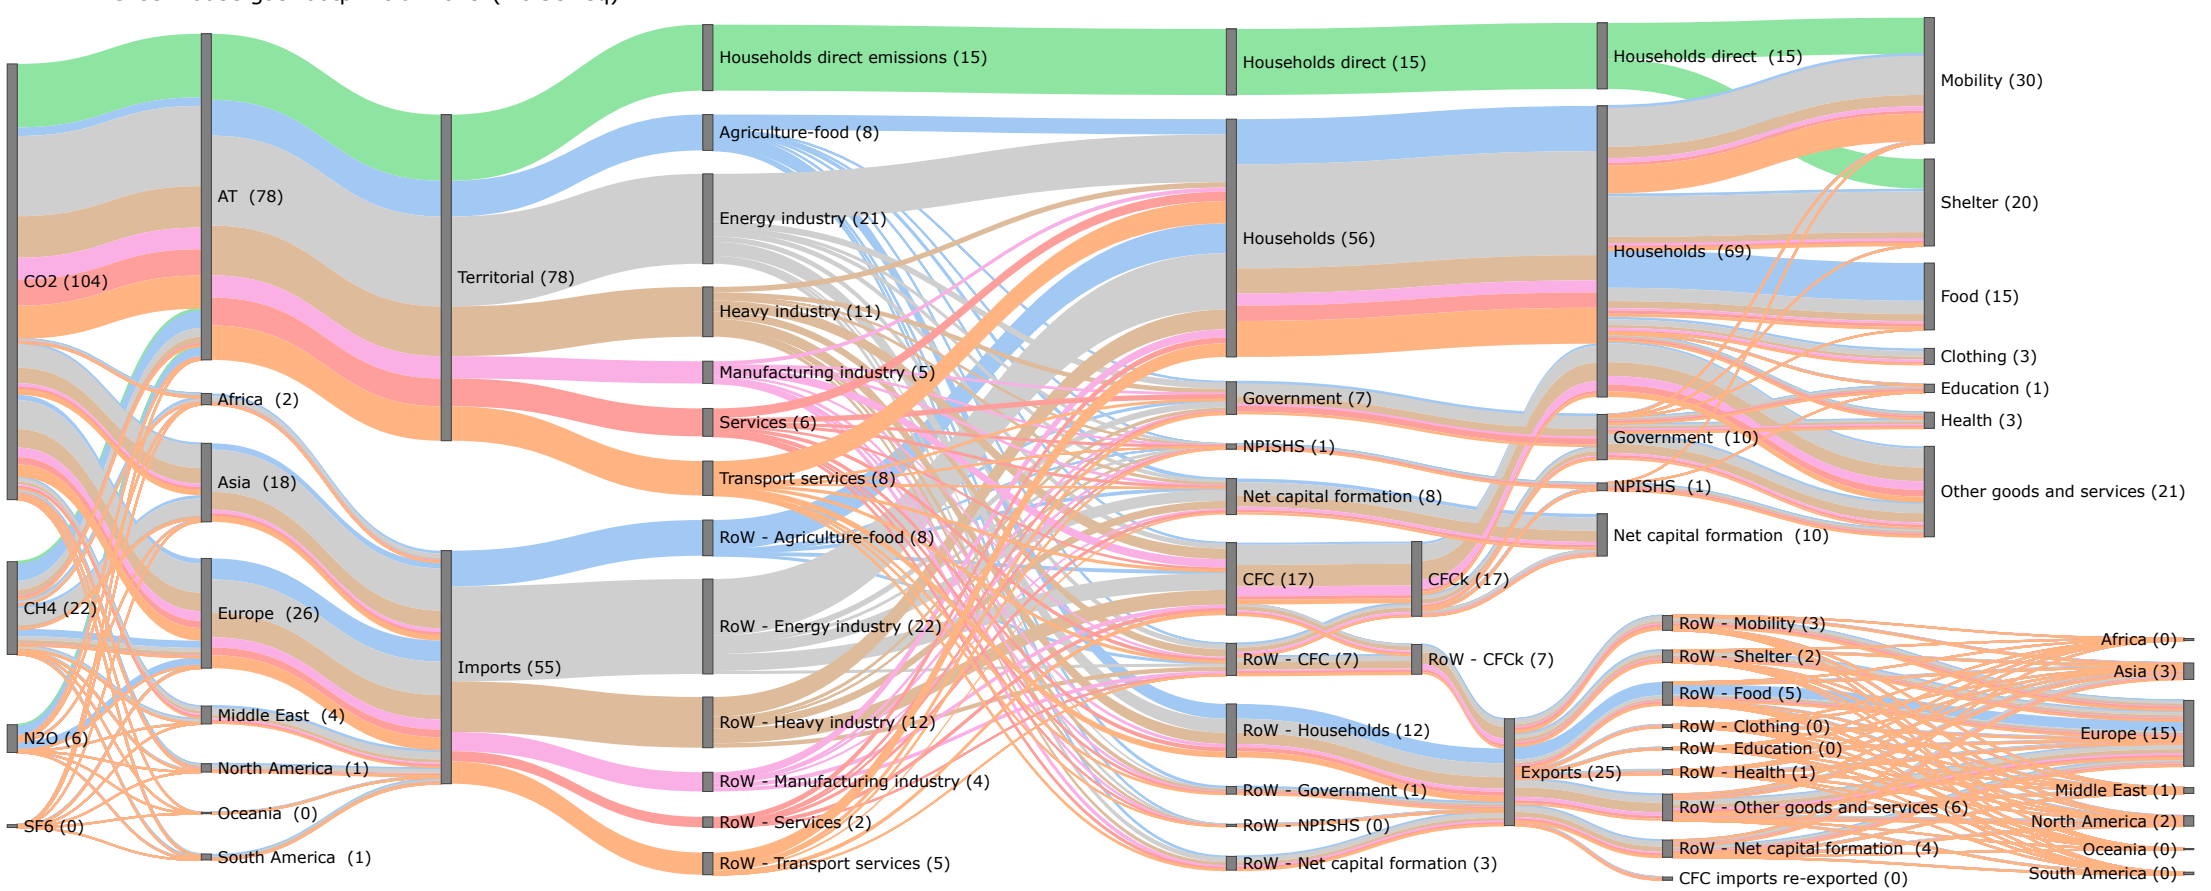 CO2 (104)
CH4 (22)
N2O (6)
SF6 (0)
AT  (78)
Africa  (2)
Asia  (18)
Europe  (26)
Middle East  (4)
North America  (1)
Oceania  (0)
South America  (1)
Territorial (78)
Imports (55)
Households direct emissions (15)
Agriculture-food (8)
Energy industry (21)
Heavy industry (11)
Manufacturing industry (5)
Services (6)
Transport services (8)
RoW - Agriculture-food (8)
RoW - Energy industry (22)
RoW - Heavy industry (12)
RoW - Manufacturing industry (4)
RoW - Services (2)
RoW - Transport services (5)
Households direct (15)
Households (56)
Government (7)
NPISHS (1)
Net capital formation (8)
CFC (17)
RoW - CFC (7)
RoW - Households (12)
RoW - Government (1)
RoW - NPISHS (0)
RoW - Net capital formation (3)
CFCk (17)
RoW - CFCk (7)
Exports (25)
Households direct  (15)
Households  (69)
Government  (10)
NPISHS  (1)
Net capital formation  (10)
RoW - Mobility (3)
RoW - Shelter (2)
RoW - Food (5)
RoW - Clothing (0)
RoW - Education (0)
RoW - Health (1)
RoW - Other goods and services (6)
RoW - Net capital formation  (4)
CFC imports re-exported (0)
Mobility (30)
Shelter (20)
Food (15)
Clothing (3)
Education (1)
Health (3)
Other goods and services (21)
Africa (0)
Asia (3)
Europe (15)
Middle East (1)
North America (2)
Oceania (0)
South America (0)